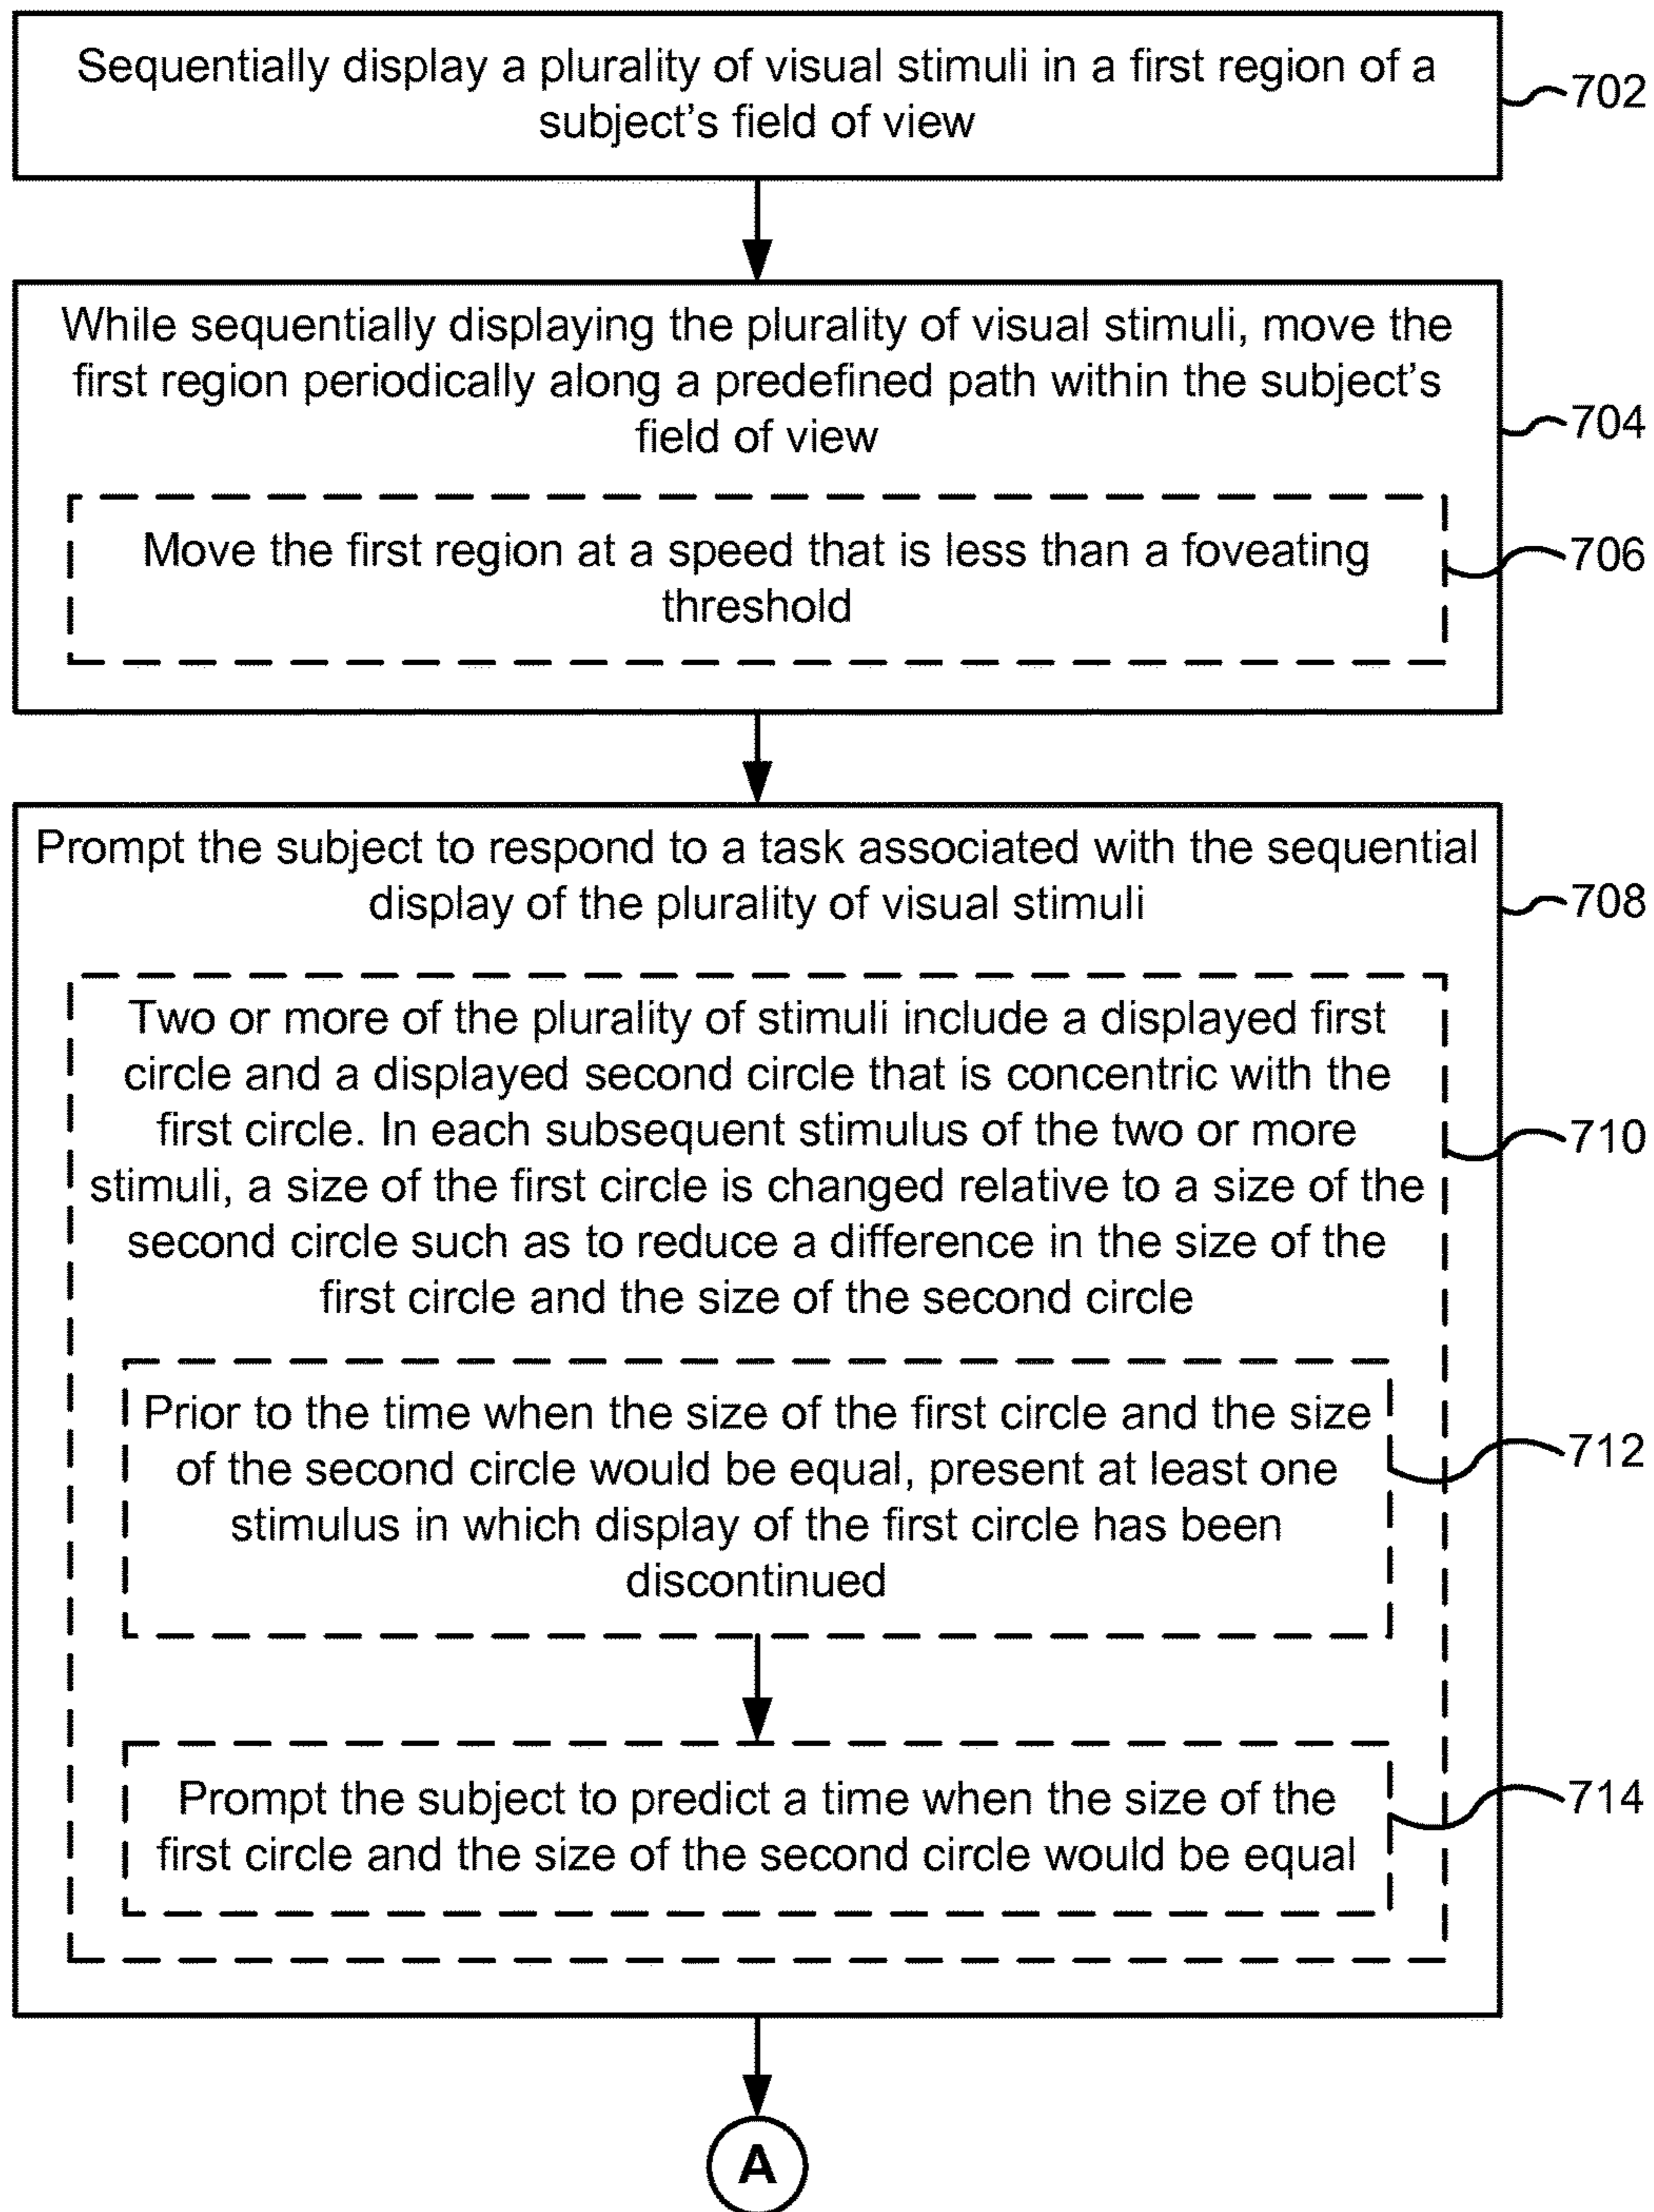 Sequentially display a plurality of visual stimuli in a first region of a
subject's field of view
702
While sequentially displaying the plurality of visual stimuli, move the
first region periodically along a predefined path within the subject's
field of view
704
Move the first region at a speed that is less than a foveating
threshold
706
Prompt the subject to respond to a task associated with the sequential
display of the plurality of visual stimuli
708
Two or more of the plurality of stimuli include a displayed first
circle and a displayed second circle that is concentric with the
first circle. In each subsequent stimulus of the two or more
stimuli, a size of the first circle is changed relative to a size of the
second circle such as to reduce a difference in the size of the
first circle and the size of the second circle
710
Prior to the time when the size of the first circle and the size
of the second circle would be equal, present at least one
stimulus in which display of the first circle has been
discontinued
712
Prompt the subject to predict a time when the size of the
first circle and the size of the second circle would be equal
714
A